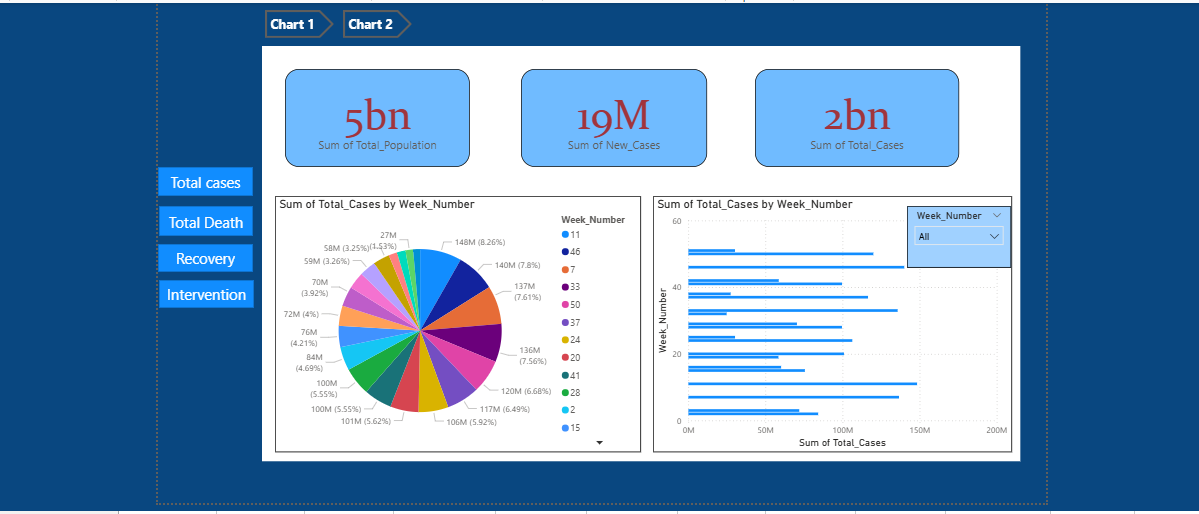 Chart 1
Chart 2
5bn
Sum of Total_Population
19M
Sum of New_Cases
2bn
Sum of Total_Cases
Total cases
Total Death
Recovery
Intervention
Sum of Total_Cases by Week_Number
27M
(1.53%)
58M (3.25%)
59M (3.26%)
70M
(3.92%)
72M (4%)
76M
(4.21%)
84M
(4.69%)
100M
(5.55%)
100M (5.55%)
101M (5.62%)
106M (5.92%)
117M (6.49%)
120M (6.68%)
136M
(7.56%)
137M
(7.61%)
140M (7.8%)
148M (8.26%)
Week_Number
11
46
7
33
50
37
24
20
41
28
2
15
Sum of Total_Cases by Week_Number
Week_Number
All
60
40
20
0
Week_Number
0M
50M
100M
150M
200M
Sum of Total_Cases